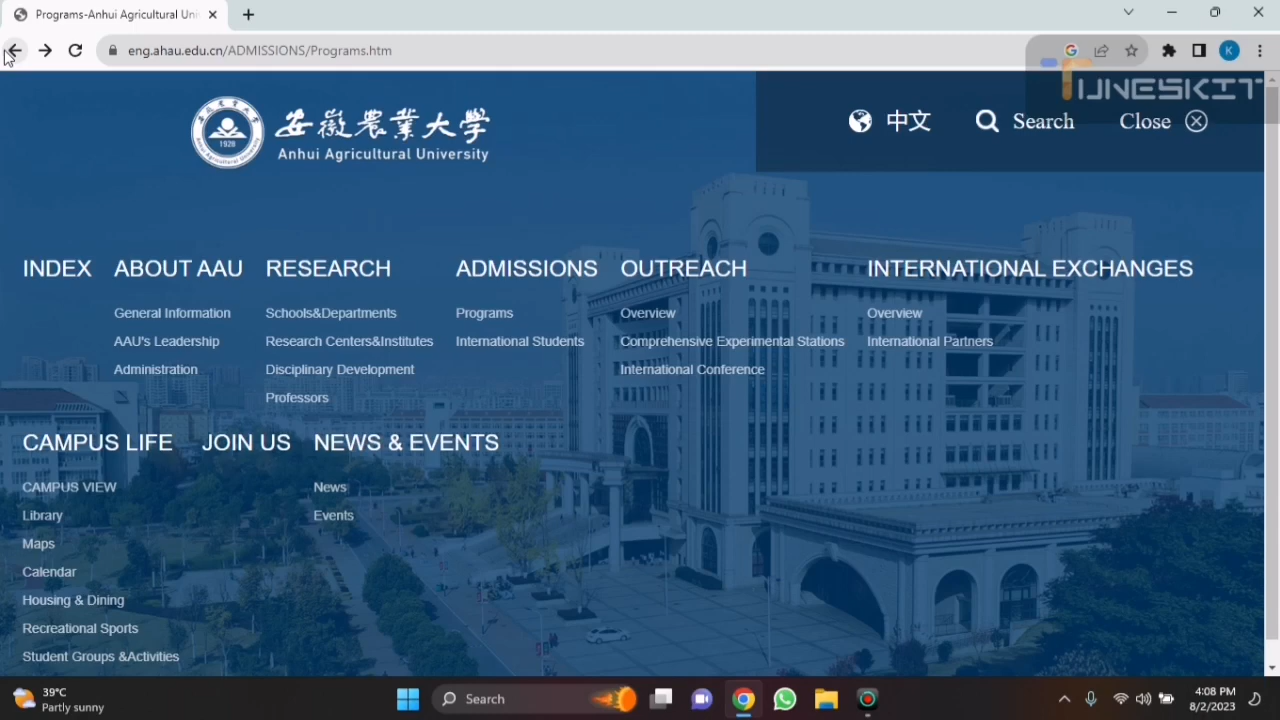 Programs-Anhui Agricultural Uni
eng.ahau.edu.cn/ADMISSIONS/Programs.htm
K
TUNESKIT
安徽農業大學
Anhui Agricultural University
1928
中文
Search
Close
INDEX
ABOUT AAU
General Information
AAU's Leadership
Administration
RESEARCH
Schools&Departments
Research Centers&Institutes
Disciplinary Development
Professors
ADMISSIONS
Programs
International Students
OUTREACH
Overview
Comprehensive Experimental Stations
International Conference
INTERNATIONAL EXCHANGES
Overview
International Partners
CAMPUS LIFE
CAMPUS VIEW
Library
Maps
Calendar
Housing & Dining
Recreational Sports
Student Groups &Activities
JOIN US
NEWS & EVENTS
News
Events
39°C
Partly sunny
Search
4:08 PM
8/2/2023